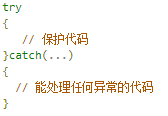 try
{
// 保护代码
}catch(...)
{
// 能处理任何异常的代码
}